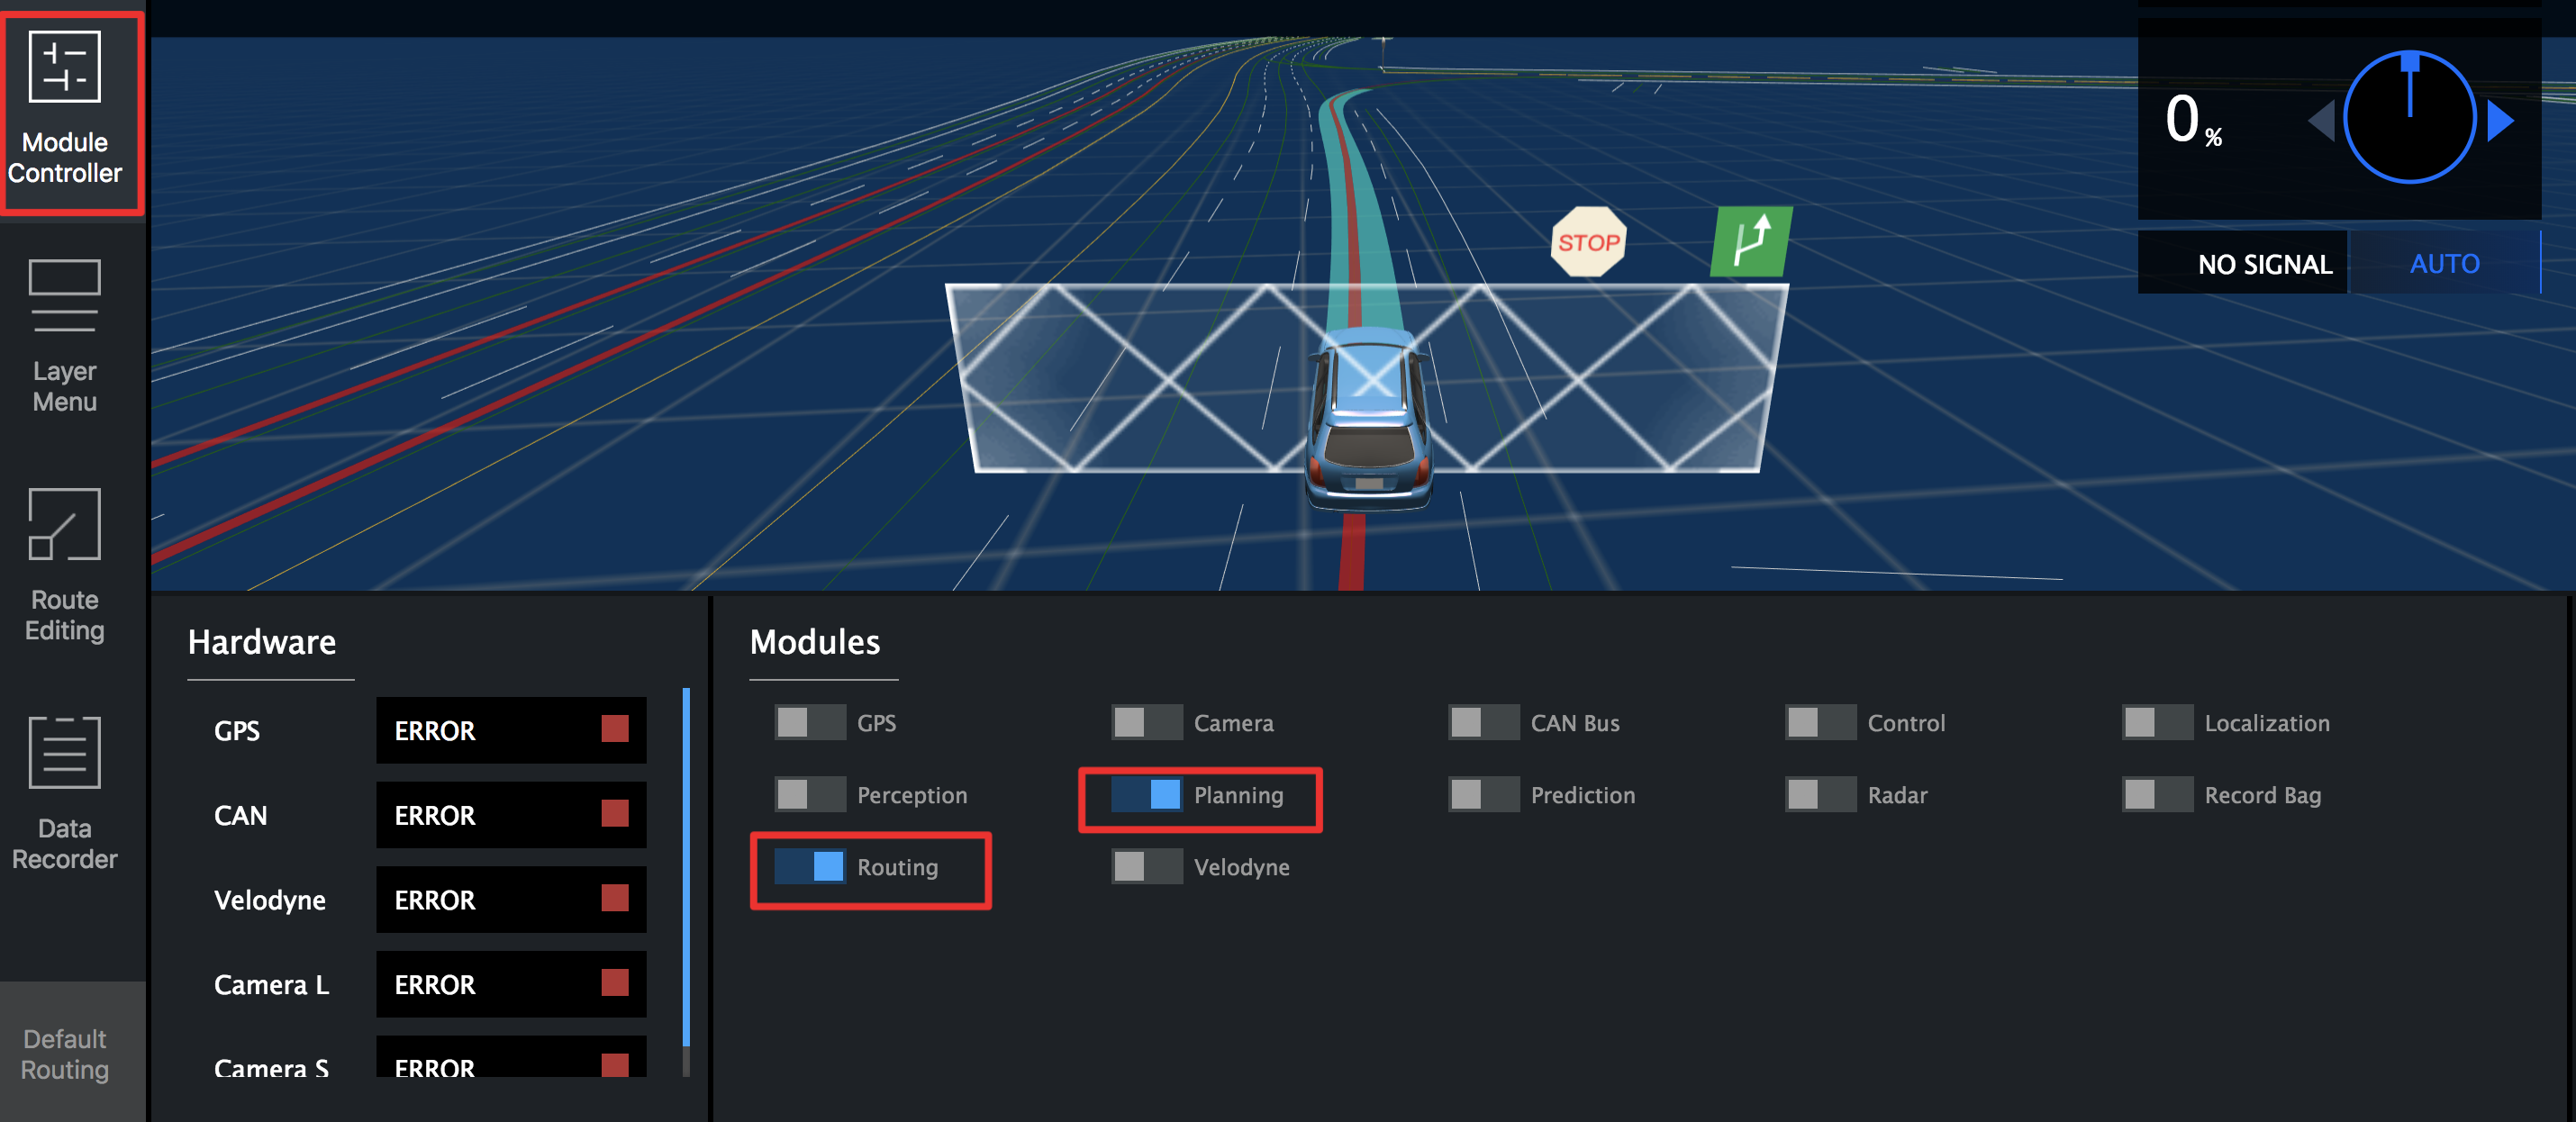 Module
Controller
Layer
Menu
Route
Editing
Data
Recorder
Default
Routing
STOP
0 %
NO SIGNAL
AUTO
Hardware
GPS ERROR
CAN ERROR
Velodyne ERROR
Camera L ERROR
Camera S ERROR
Modules
GPS Camera CAN Bus Control Localization
Perception Planning Prediction Radar Record Bag
Routing Velodyne